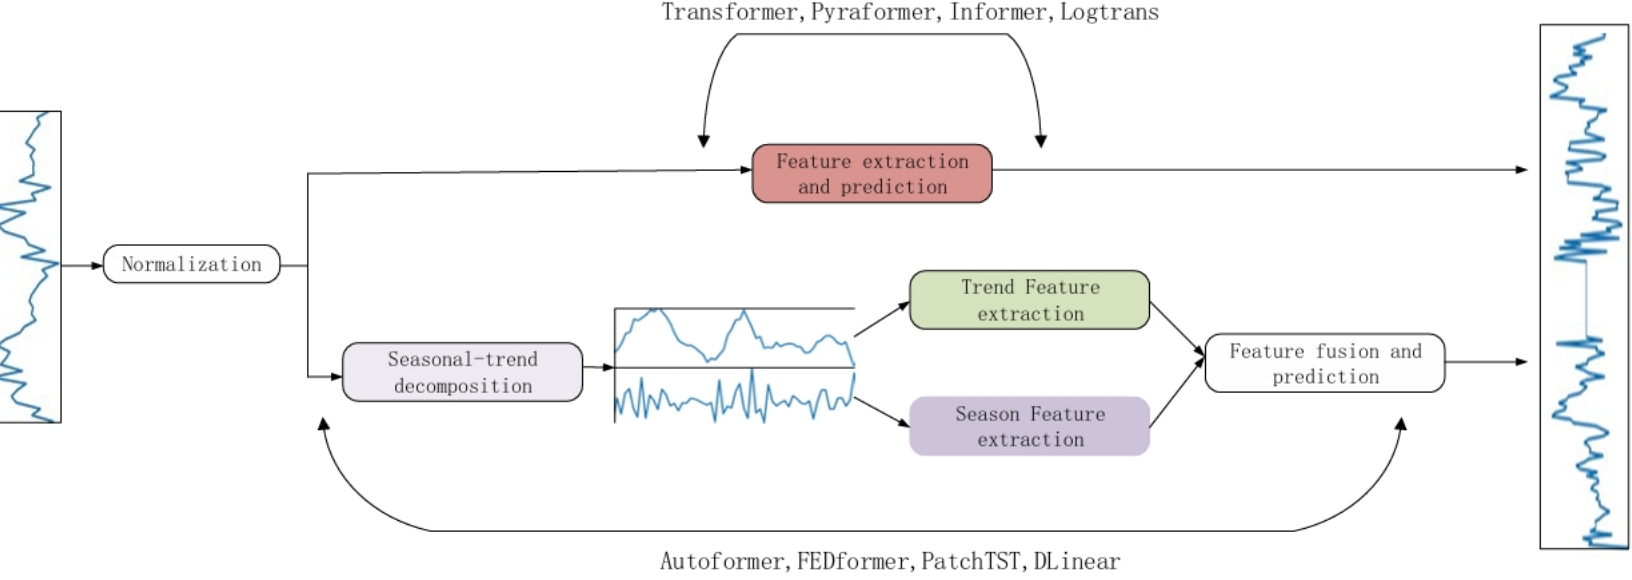 Transformer, Pyraformer, Informer, Logtrans
Feature extraction
and prediction
Normalization
Trend Feature
extraction
Seasonal-trend
decomposition
Feature fusion and
prediction
Season Feature
extraction
Autoformer, FEDformer, PatchTST, DLinear